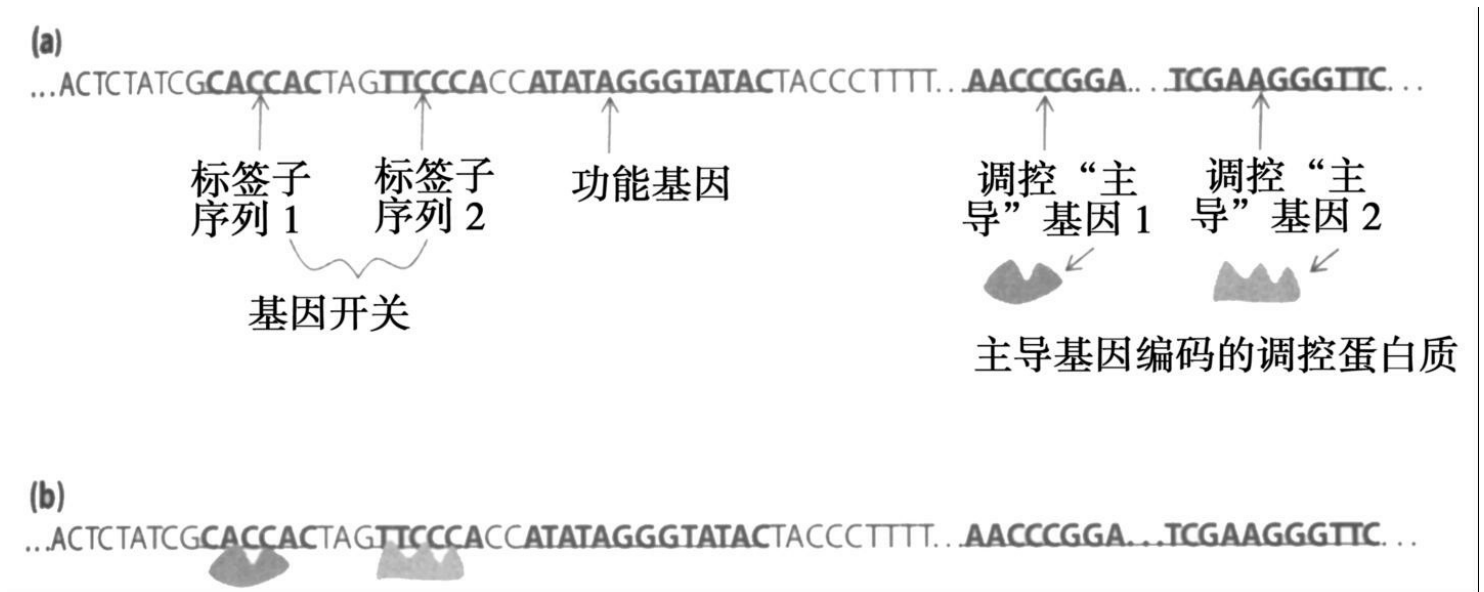 (a)
...ACTCTATCGCACCACTAGTTCCCACCATATAGGGTATACTACCCTTTT...AACCCGGA... ...TCGAAGGGTTC...
标签子 标签子 功能基因 调控“主 调控“主
序列 1 序列 2 导”基因 1 导”基因 2
基因开关
主导基因编码的调控蛋白质
(b)
...ACTCTATCGCACCACTAGTTCCCACCATATAGGGTATACTACCCTTTT...AACCCGGA...TCGAAGGGTTC...